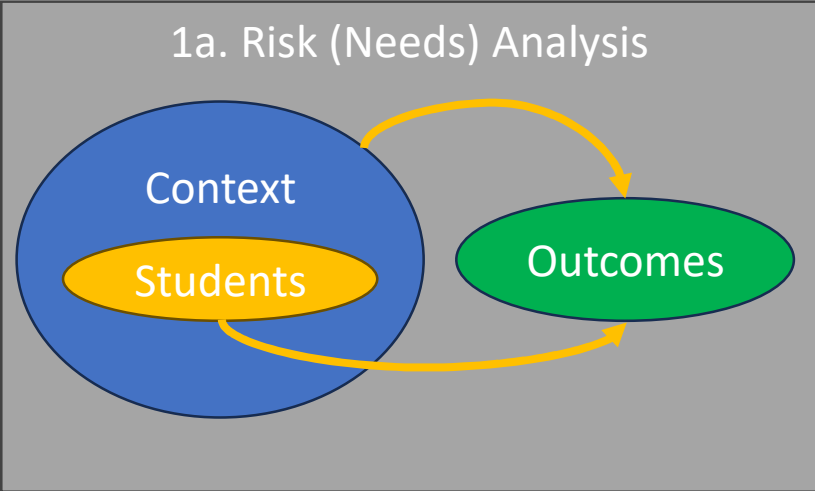 1a. Risk (Needs) Analysis
Context
Students
Outcomes